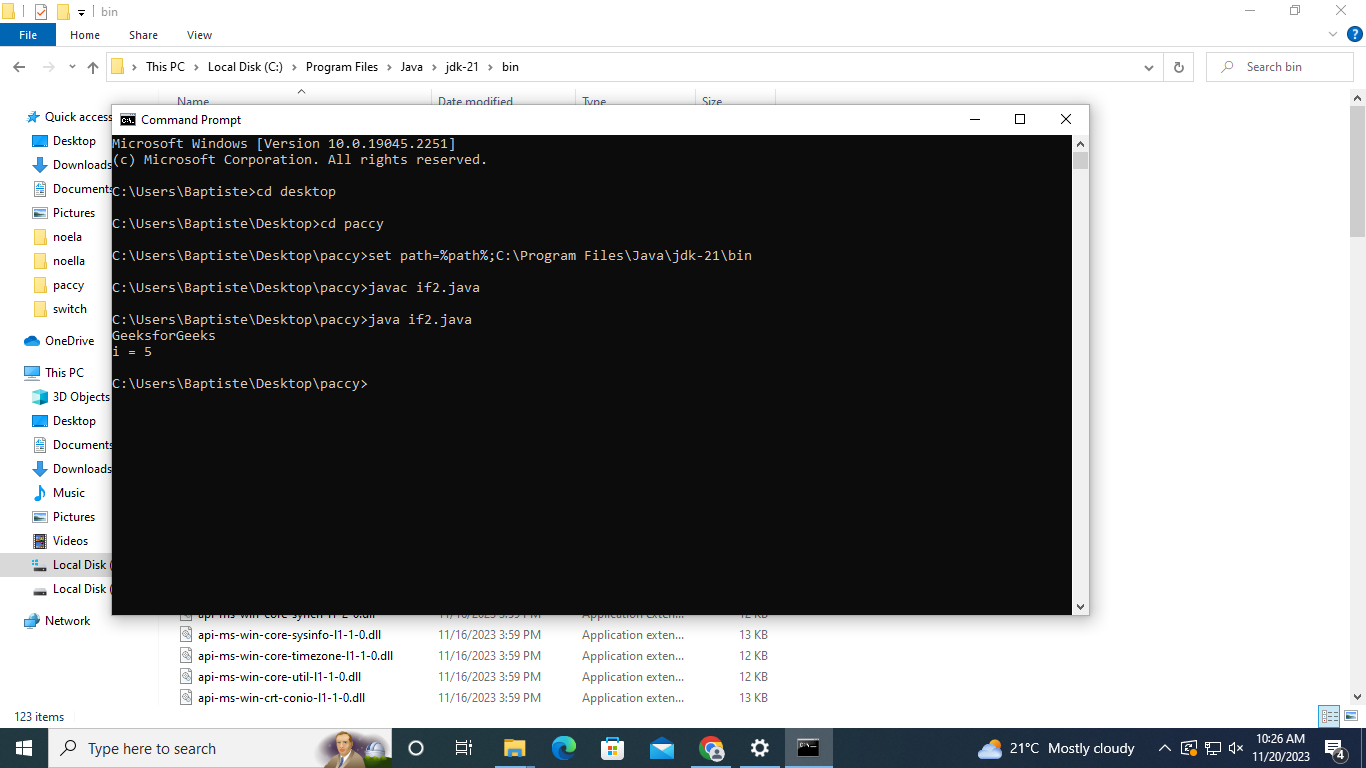 bin
File Home Share View
This PC Local Disk (C:) Program Files Java jdk-21 bin
Search bin
Name Date modified Type Size
Quick access
Desktop
Downloads
Documents
Pictures
noela
noella
paccy
switch
OneDrive
This PC
3D Objects
Desktop
Documents
Downloads
Music
Pictures
Videos
Local Disk (
Local Disk (
Network
Command Prompt
Microsoft Windows [Version 10.0.19045.2251]
(c) Microsoft Corporation. All rights reserved.
C:\Users\Baptiste>cd desktop
C:\Users\Baptiste\Desktop>cd paccy
C:\Users\Baptiste\Desktop\paccy>set path=%path%;C:\Program Files\Java\jdk-21\bin
C:\Users\Baptiste\Desktop\paccy>javac if2.java
C:\Users\Baptiste\Desktop\paccy>java if2.java
GeeksforGeeks
i = 5
C:\Users\Baptiste\Desktop\paccy>
api-ms-win-core-synch-l1-2-0.dll 11/16/2023 3:59 PM Application exten... 12 KB
api-ms-win-core-sysinfo-l1-1-0.dll 11/16/2023 3:59 PM Application exten... 13 KB
api-ms-win-core-timezone-l1-1-0.dll 11/16/2023 3:59 PM Application exten... 12 KB
api-ms-win-core-util-l1-1-0.dll 11/16/2023 3:59 PM Application exten... 12 KB
api-ms-win-crt-conio-l1-1-0.dll 11/16/2023 3:59 PM Application exten... 13 KB
123 items
Type here to search
21°C Mostly cloudy
10:26 AM
11/20/2023
4